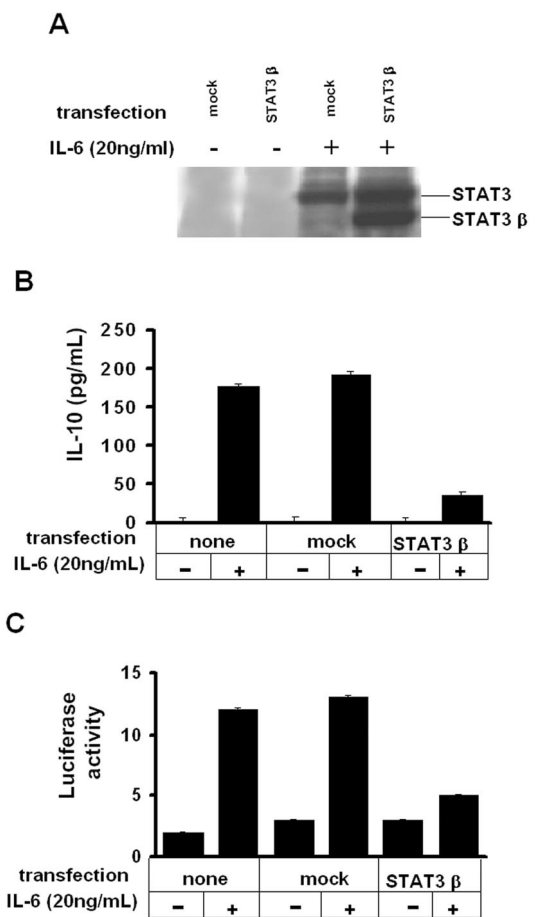 A
transfection mock STAT3 β mock STAT3 β
IL-6 (20ng/ml) - - + +
STAT3
STAT3 β
B
IL-10 (pg/mL)
250
200
150
100
50
0
transfection none mock STAT3 β
IL-6 (20ng/mL) - + - + - +
C
Luciferase
activity
15
10
5
0
transfection none mock STAT3 β
IL-6 (20ng/mL) - + - + - +